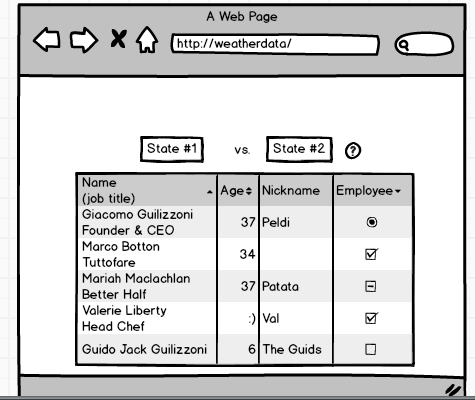 A Web Page
http://weatherdata/
State #1 vs. State #2 ?
Name
(job title)
Age Nickname Employee
Giacomo Guilizzoni
Founder & CEO
37 Peldi
Marco Botton
Tuttofare
34
Mariah Maclachlan
Better Half
37 Patata
Valerie Liberty
Head Chef
:) Val
Guido Jack Guilizzoni 6 The Guids